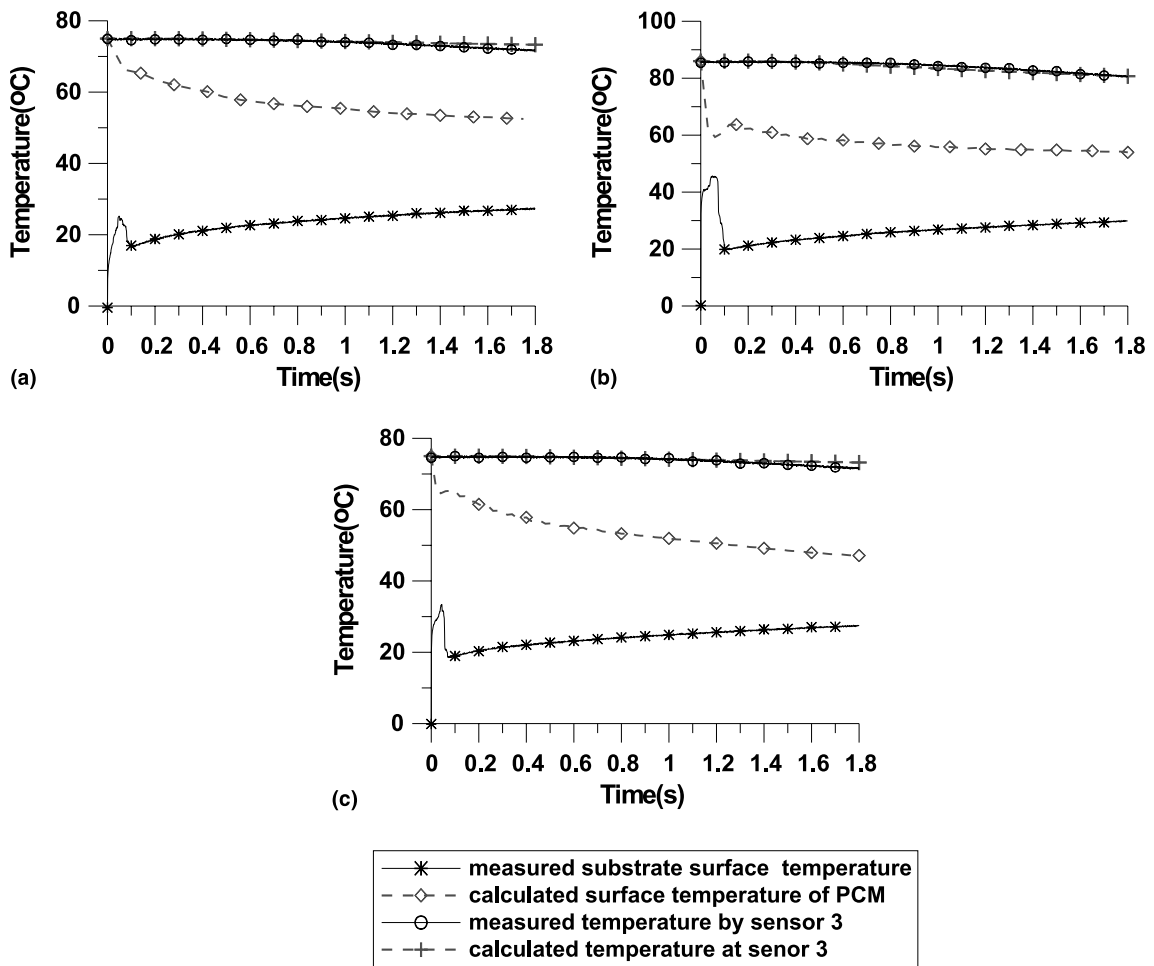 80
60
40
20
0
Temperature(ºC)
0 0.2 0.4 0.6 0.8 1 1.2 1.4 1.6 1.8
Time(s)
(a)
100
80
60
40
20
0
Temperature(ºC)
0 0.2 0.4 0.6 0.8 1 1.2 1.4 1.6 1.8
Time(s)
(b)
80
60
40
20
0
Temperature(ºC)
0 0.2 0.4 0.6 0.8 1 1.2 1.4 1.6 1.8
Time(s)
(c)
measured substrate surface temperature
calculated surface temperature of PCM
measured temperature by sensor 3
calculated temperature at senor 3